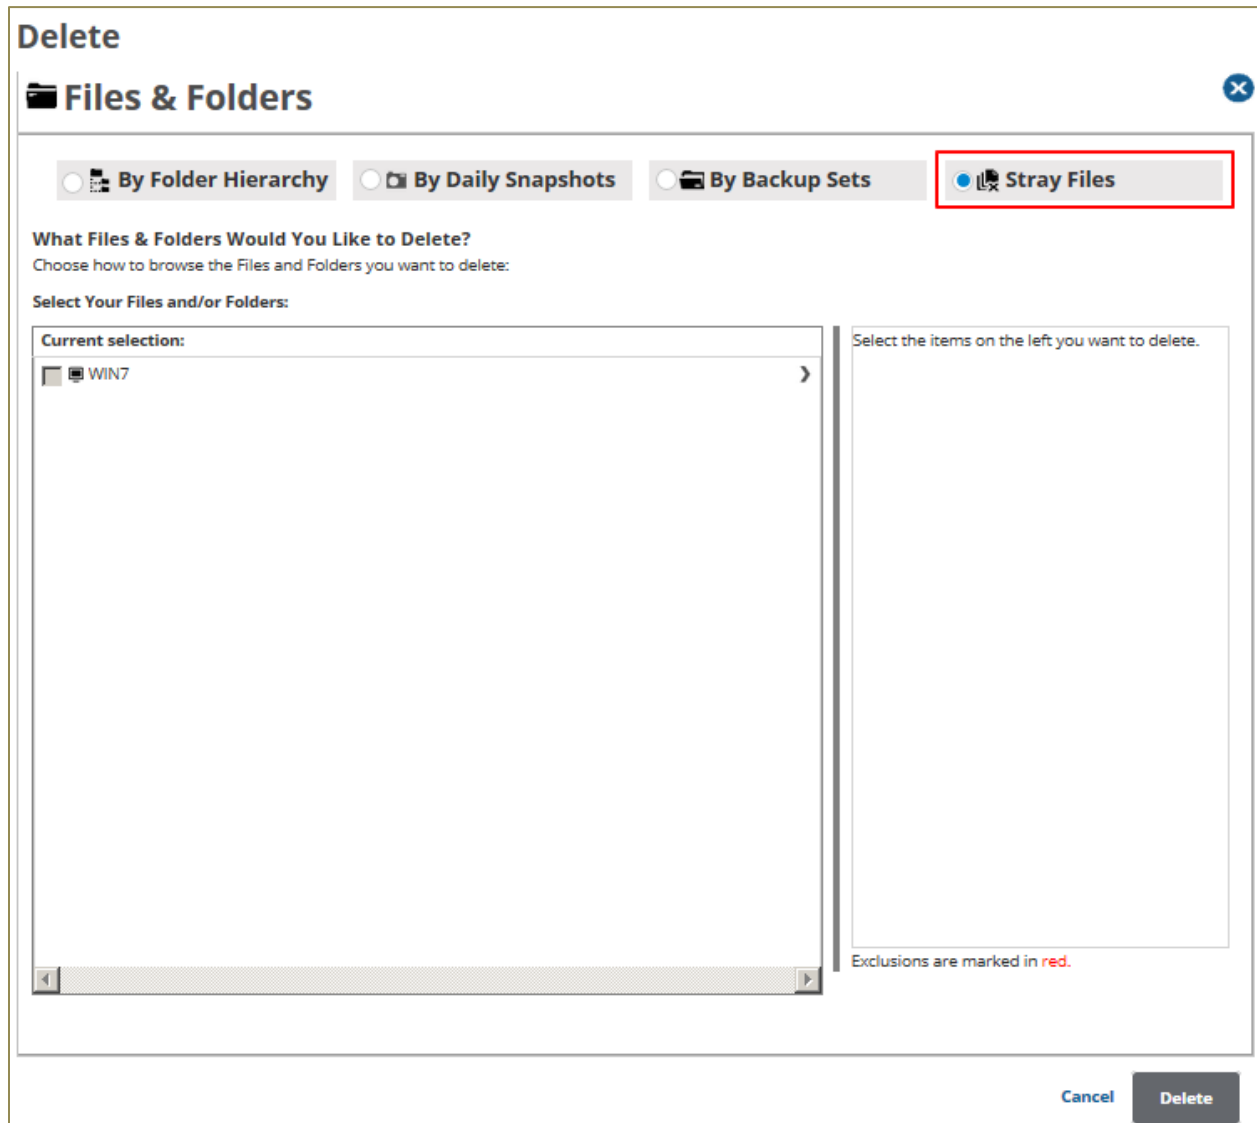 Delete
Files & Folders
By Folder Hierarchy
By Daily Snapshots
By Backup Sets
Stray Files
What Files & Folders Would You Like to Delete?
Choose how to browse the Files and Folders you want to delete:
Select Your Files and/or Folders:
Current selection:
Select the items on the left you want to delete.
WIN7
Exclusions are marked in red.
Cancel
Delete